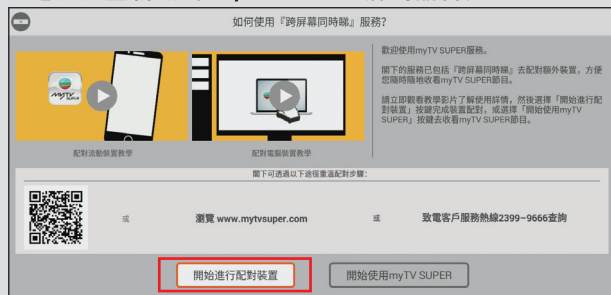 如何使用『跨屏幕同時睇』服務?
歡迎使用myTV SUPER服務。
閣下的服務已包括『跨屏幕同時睇』去配對額外裝置，方便
您隨時隨地收看myTV SUPER節目。
請立即觀看教學影片了解使用詳情，然後選擇「開始進行配
對裝置」按鍵完成裝置配對，或選擇「開始使用myTV
SUPER」按鍵去收看myTV SUPER節目。
myTV
SUPER
配對流動裝置教學
配對電腦裝置教學
閣下可透過以下途徑重溫配對步驟:
或
瀏覽 www.mytvsuper.com
或
致電客戶服務熱線2399-9666查詢
開始進行配對裝置
開始使用myTV SUPER